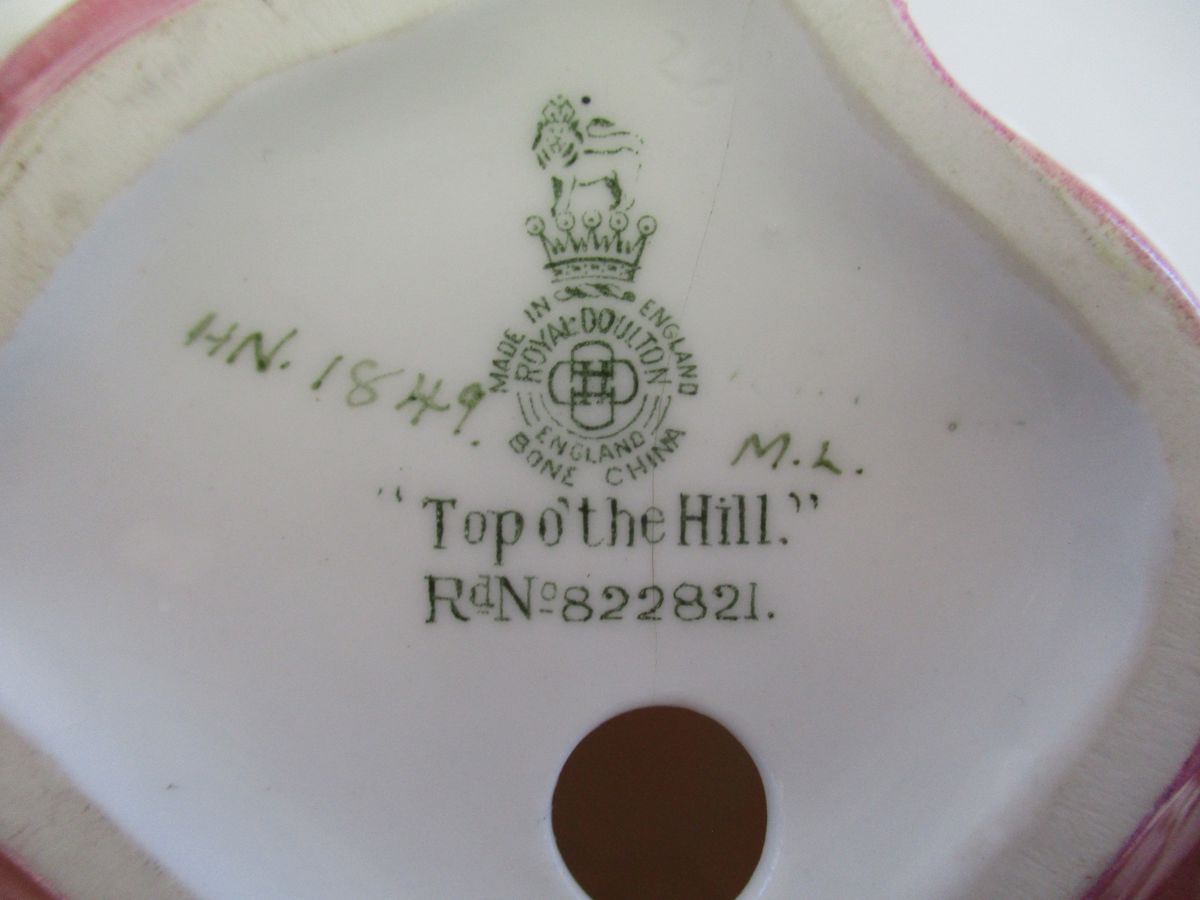 MADE IN ENGLAND
ROYAL DOULTON
ENGLAND
BONE CHINA
HN. 1849.
M.L.
"Top o' the Hill."
Rd No 822821.